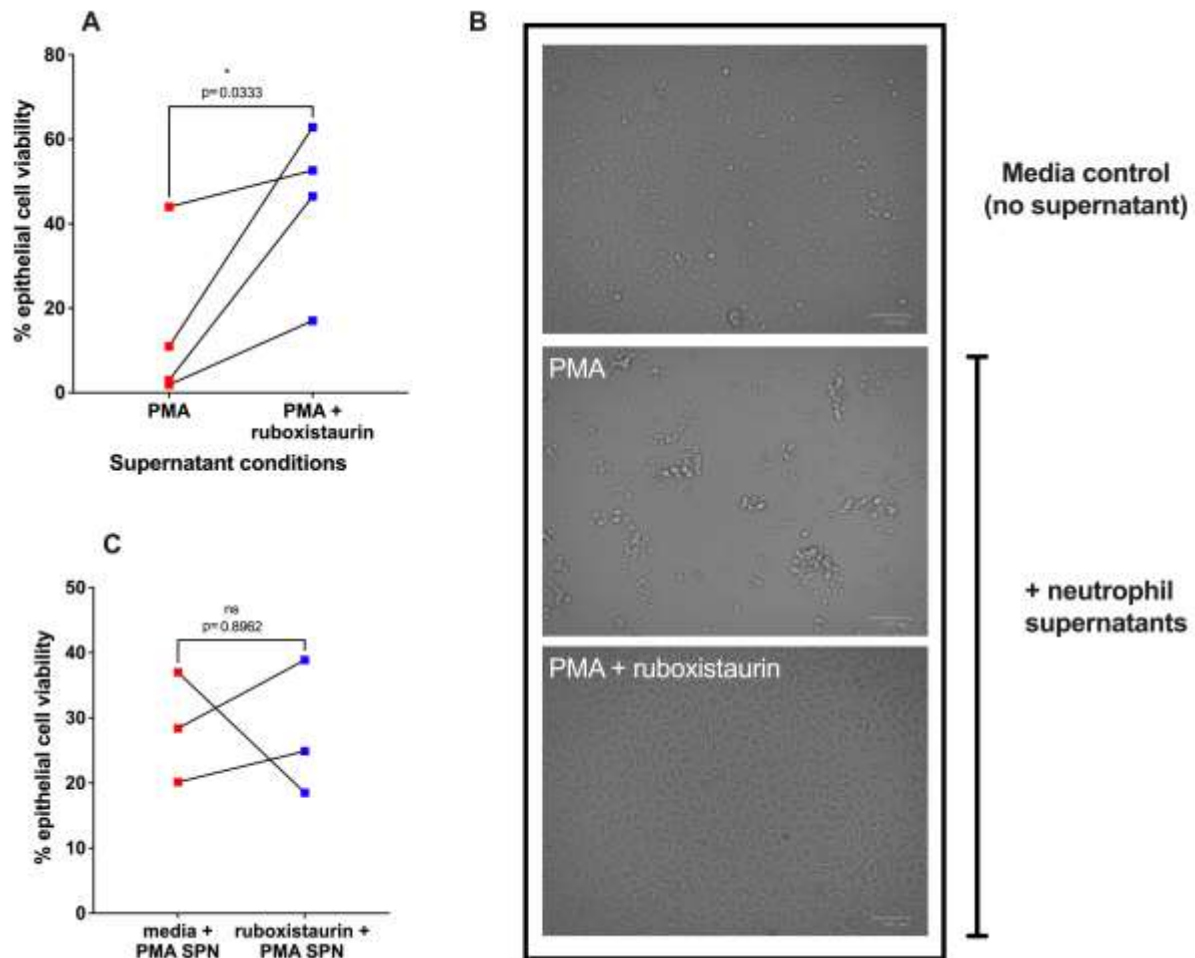 A
80
60
40
20
0
% epithelial cell viability
*
p=0.0333
PMA
PMA +
ruboxistaurin
Supernatant conditions
B
Media control
(no supernatant)
PMA
PMA + ruboxistaurin
+ neutrophil
supernatants
C
50
40
30
20
10
0
% epithelial cell viability
ns
p=0.8962
media +
PMA SPN
ruboxistaurin +
PMA SPN